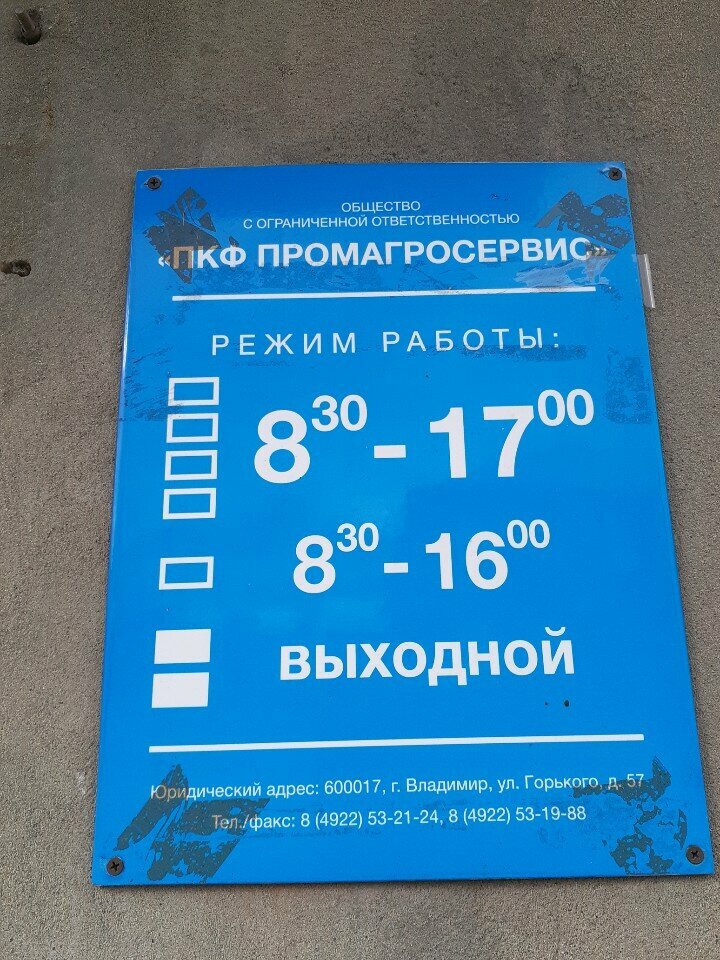 ОБЩЕСТВО
С ОГРАНИЧЕННОЙ ОТВЕТСТВЕННОСТЬЮ
«ПКФ ПРОМАГРОСЕРВИС»
РЕЖИМ РАБОТЫ:
8³⁰ - 17⁰⁰
8³⁰ - 16⁰⁰
ВЫХОДНОЙ
Юридический адрес: 600017, г. Владимир, ул. Горького, д. 57
Тел./факс: 8 (4922) 53-21-24, 8 (4922) 53-19-88